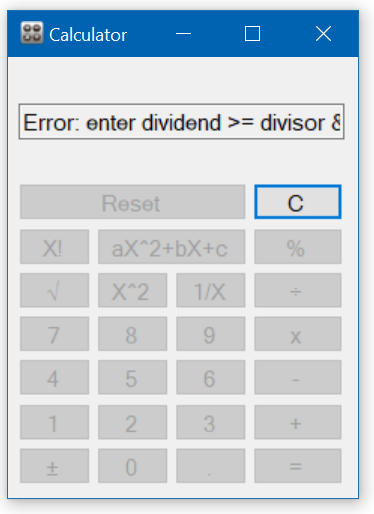 Calculator
Error: enter dividend >= divisor &
Reset C
X! aX^2+bX+c %
√ X^2 1/X ÷
7 8 9 x
4 5 6 -
1 2 3 +
± 0 . =